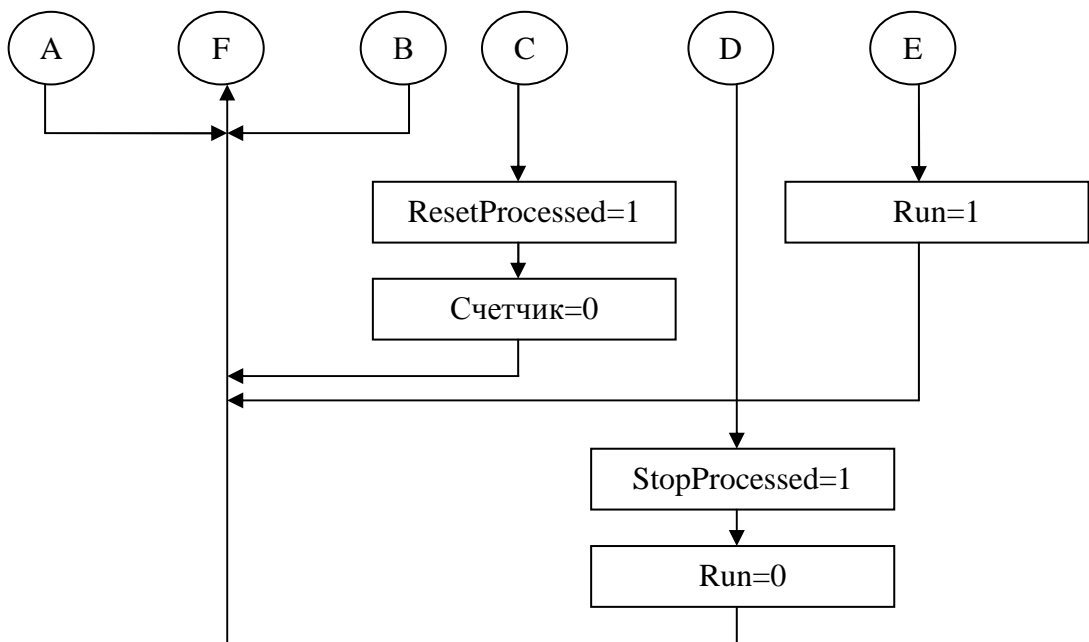 A F B C D E
ResetProcessed=1 Run=1
Счетчик=0
StopProcessed=1
Run=0